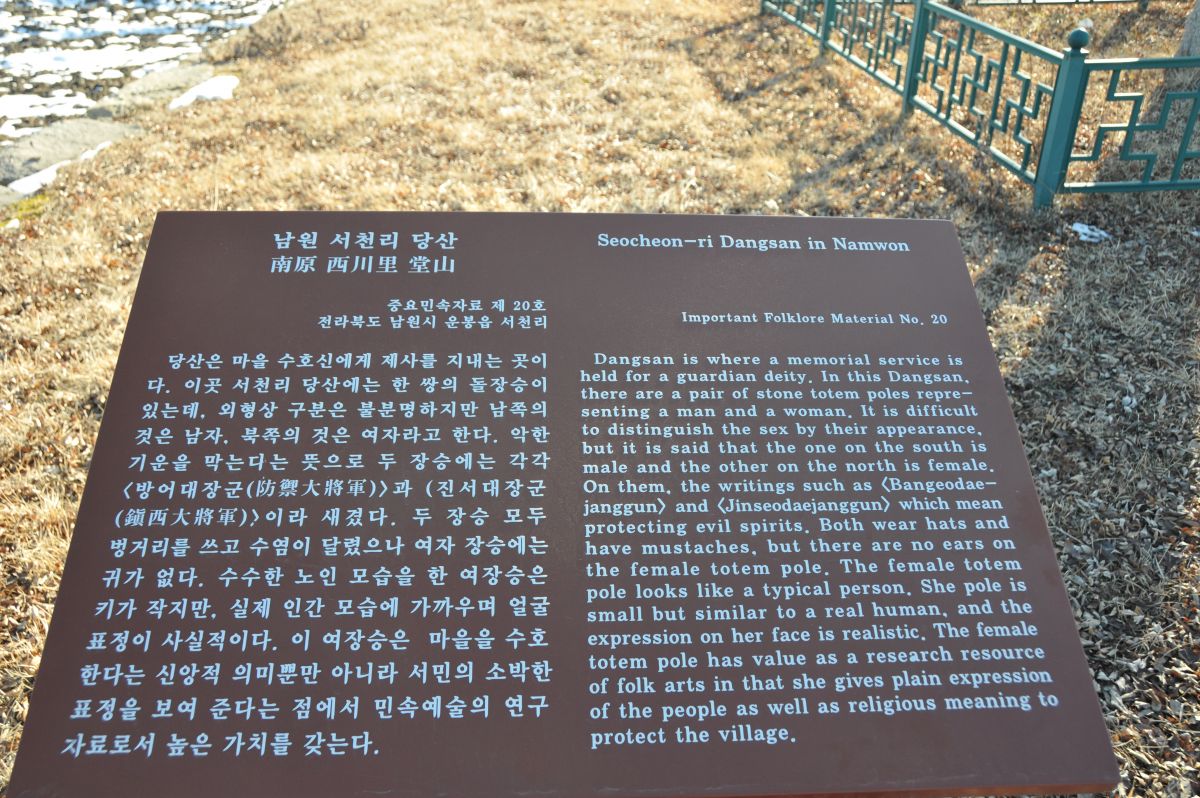 남원 서천리 당산
南原 西川里 堂山
중요민속자료 제 20호
전라북도 남원시 운봉읍 서천리
당산은 마을 수호신에게 제사를 지내는 곳이
다. 이곳 서천리 당산에는 한 쌍의 돌장승이
있는데, 외형상 구분은 불분명하지만 남쪽의
것은 남자, 북쪽의 것은 여자라고 한다. 악한
기운을 막는다는 뜻으로 두 장승에는 각각
〈방어대장군(防禦大將軍)〉과 (진서대장군
(鎭西大將軍)〉이라 새겼다. 두 장승 모두
벙거리를 쓰고 수염이 달렸으나 여자 장승에는
귀가 없다. 수수한 노인 모습을 한 여장승은
키가 작지만, 실제 인간 모습에 가까우며 얼굴
표정이 사실적이다. 이 여장승은 마을을 수호
한다는 신앙적 의미뿐만 아니라 서민의 소박한
표정을 보여 준다는 점에서 민속예술의 연구
자료로서 높은 가치를 갖는다.
Seocheon-ri Dangsan in Namwon
Important Folklore Material No. 20
Dangsan is where a memorial service is
held for a guardian deity. In this Dangsan,
there are a pair of stone totem poles repre-
senting a man and a woman. It is difficult
to distinguish the sex by their appearance,
but it is said that the one on the south is
male and the other on the north is female.
On them, the writings such as 〈Bangeodae-
janggun〉 and 〈Jinseodaejanggun〉 which mean
protecting evil spirits. Both wear hats and
have mustaches, but there are no ears on
the female totem pole. The female totem
pole looks like a typical person. She pole is
small but similar to a real human, and the
expression on her face is realistic. The female
totem pole has value as a research resource
of folk arts in that she gives plain expression
of the people as well as religious meaning to
protect the village.